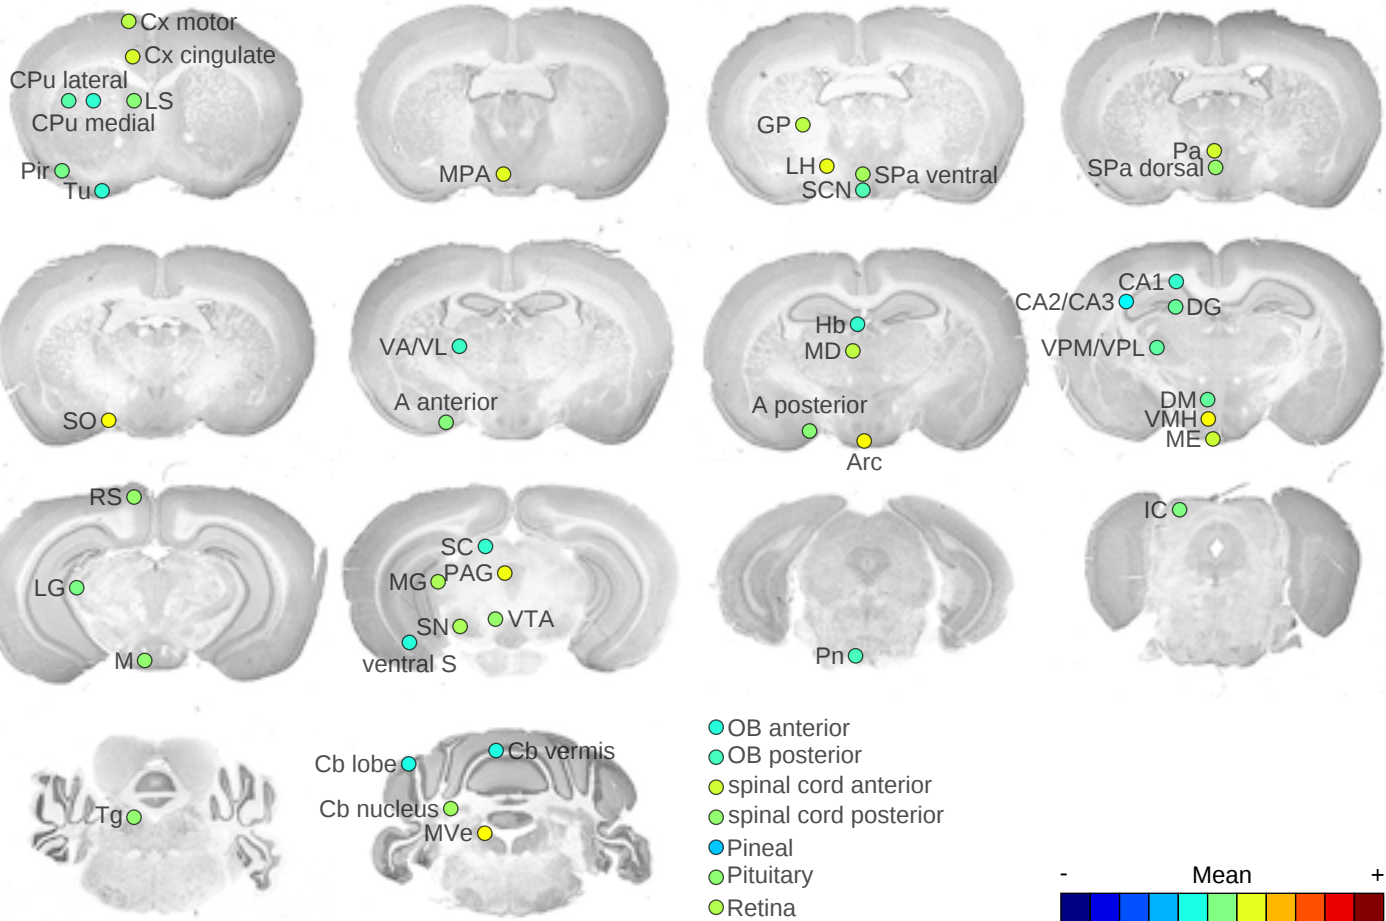 Cx motor
Cx cingulate
CPu lateral
LS
CPu medial
Pir
Tu
MPA
GP
LH
SPa ventral
SCN
Pa
SPa dorsal
SO
VA/VL
A anterior
Hb
MD
A posterior
Arc
CA1
CA2/CA3
DG
VPM/VPL
DM
VMH
ME
RS
LG
M
SC
MG
PAG
SN
VTA
ventral S
Pn
IC
Tg
Cb lobe
Cb vermis
Cb nucleus
MVe
OB anterior
OB posterior
spinal cord anterior
spinal cord posterior
Pineal
Pituitary
Retina
- Mean +